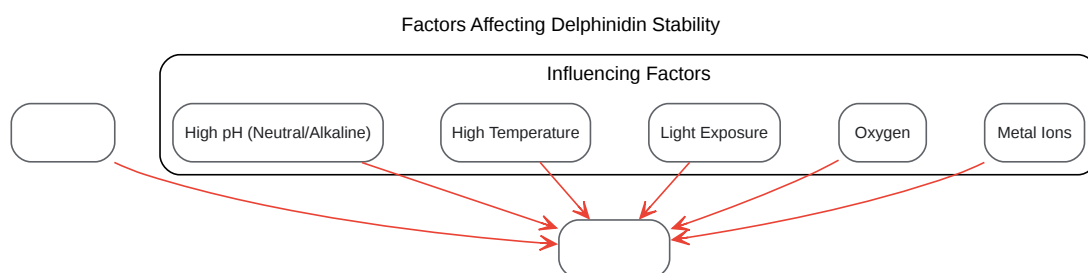 Factors Affecting Delphinidin Stability
Influencing Factors
High pH (Neutral/Alkaline)
High Temperature
Light Exposure
Oxygen
Metal Ions